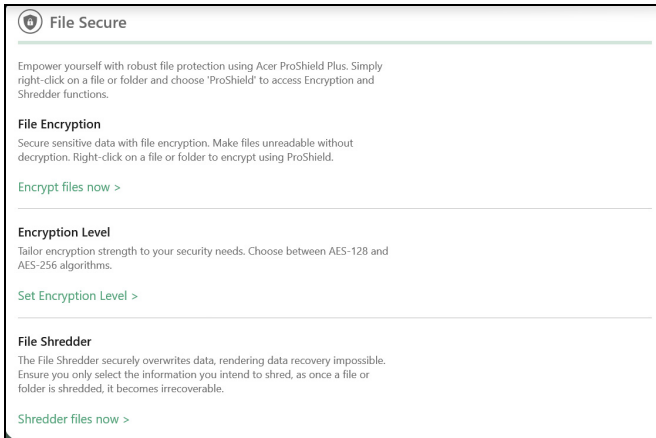 File Secure
Empower yourself with robust file protection using Acer ProShield Plus. Simply
right-click on a file or folder and choose 'ProShield' to access Encryption and
Shredder functions.
File Encryption
Secure sensitive data with file encryption. Make files unreadable without
decryption. Right-click on a file or folder to encrypt using ProShield.
Encrypt files now >
Encryption Level
Tailor encryption strength to your security needs. Choose between AES-128 and
AES-256 algorithms.
Set Encryption Level >
File Shredder
The File Shredder securely overwrites data, rendering data recovery impossible.
Ensure you only select the information you intend to shred, as once a file or
folder is shredded, it becomes irrecoverable.
Shredder files now >